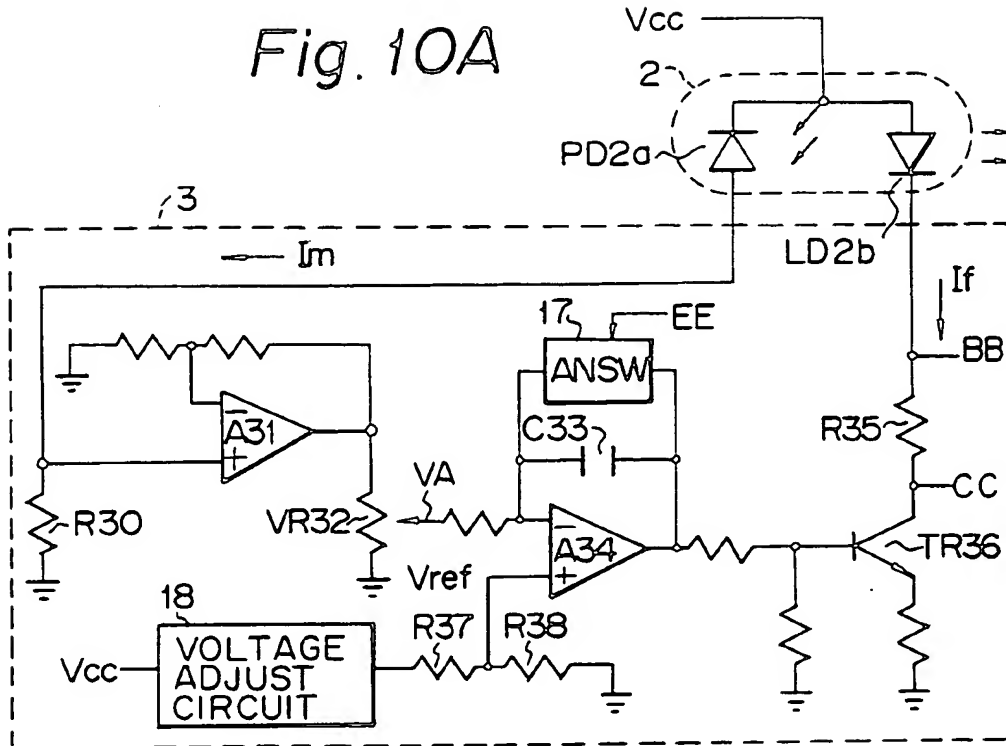 Fig. 10A
Vcc
2
PD2a
LD2b
3
Im
If
17
EE
ANSW
BB
C33
R35
A31
−
+
VA
CC
R30
VR32
A34
−
+
TR36
Vref
18
R37
R38
Vcc
VOLTAGE
ADJUST
CIRCUIT